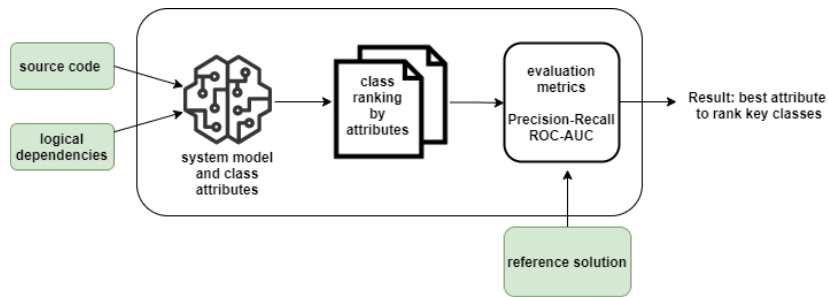 source code
logical
dependencies
system model
and class
attributes
class
ranking
by
attributes
evaluation
metrics
Precision-Recall
ROC-AUC
Result: best attribute
to rank key classes
reference solution